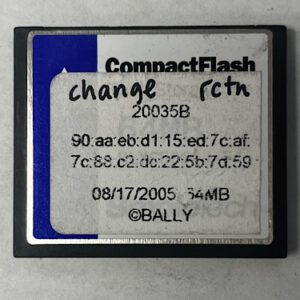 CompactFlash
change rctn
20035B
90:aa:eb:d1:15:ed:7c:af:
7c:88:c2:dc:22:5b:7d:59
08/17/2005 64MB
©BALLY